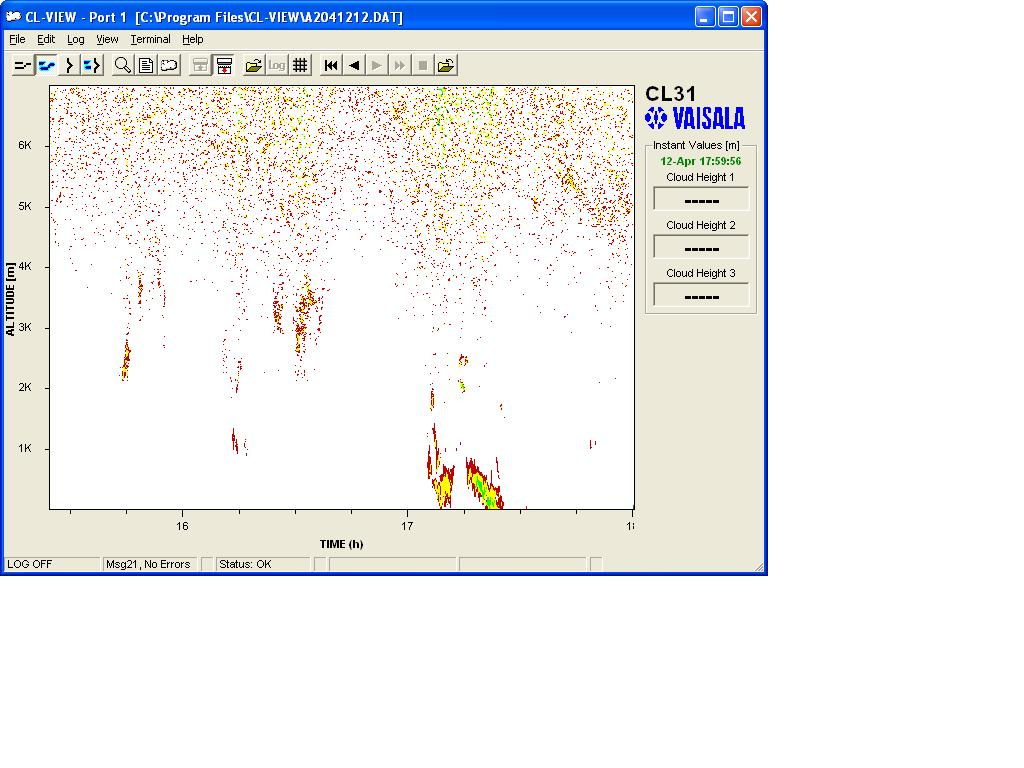 CL-VIEW - Port 1 [C:\Program Files\CL-VIEW\A2041212.DAT]
File Edit Log View Terminal Help
Log
CL31
VAISALA
Instant Values [m]
12-Apr 17:59:56
Cloud Height 1
-----
Cloud Height 2
-----
Cloud Height 3
-----
ALTITUDE [m]
6K
5K
4K
3K
2K
1K
16 17
TIME (h)
LOG OFF Msg21, No Errors Status: OK